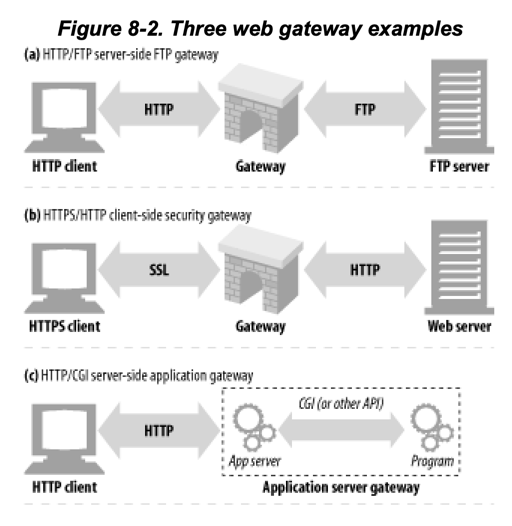 Figure 8-2. Three web gateway examples
(a) HTTP/FTP server-side FTP gateway
HTTP
FTP
HTTP client
Gateway
FTP server
(b) HTTPS/HTTP client-side security gateway
SSL
HTTP
HTTPS client
Gateway
Web server
(c) HTTP/CGI server-side application gateway
CGI (or other API)
HTTP
App server
Program
HTTP client
Application server gateway